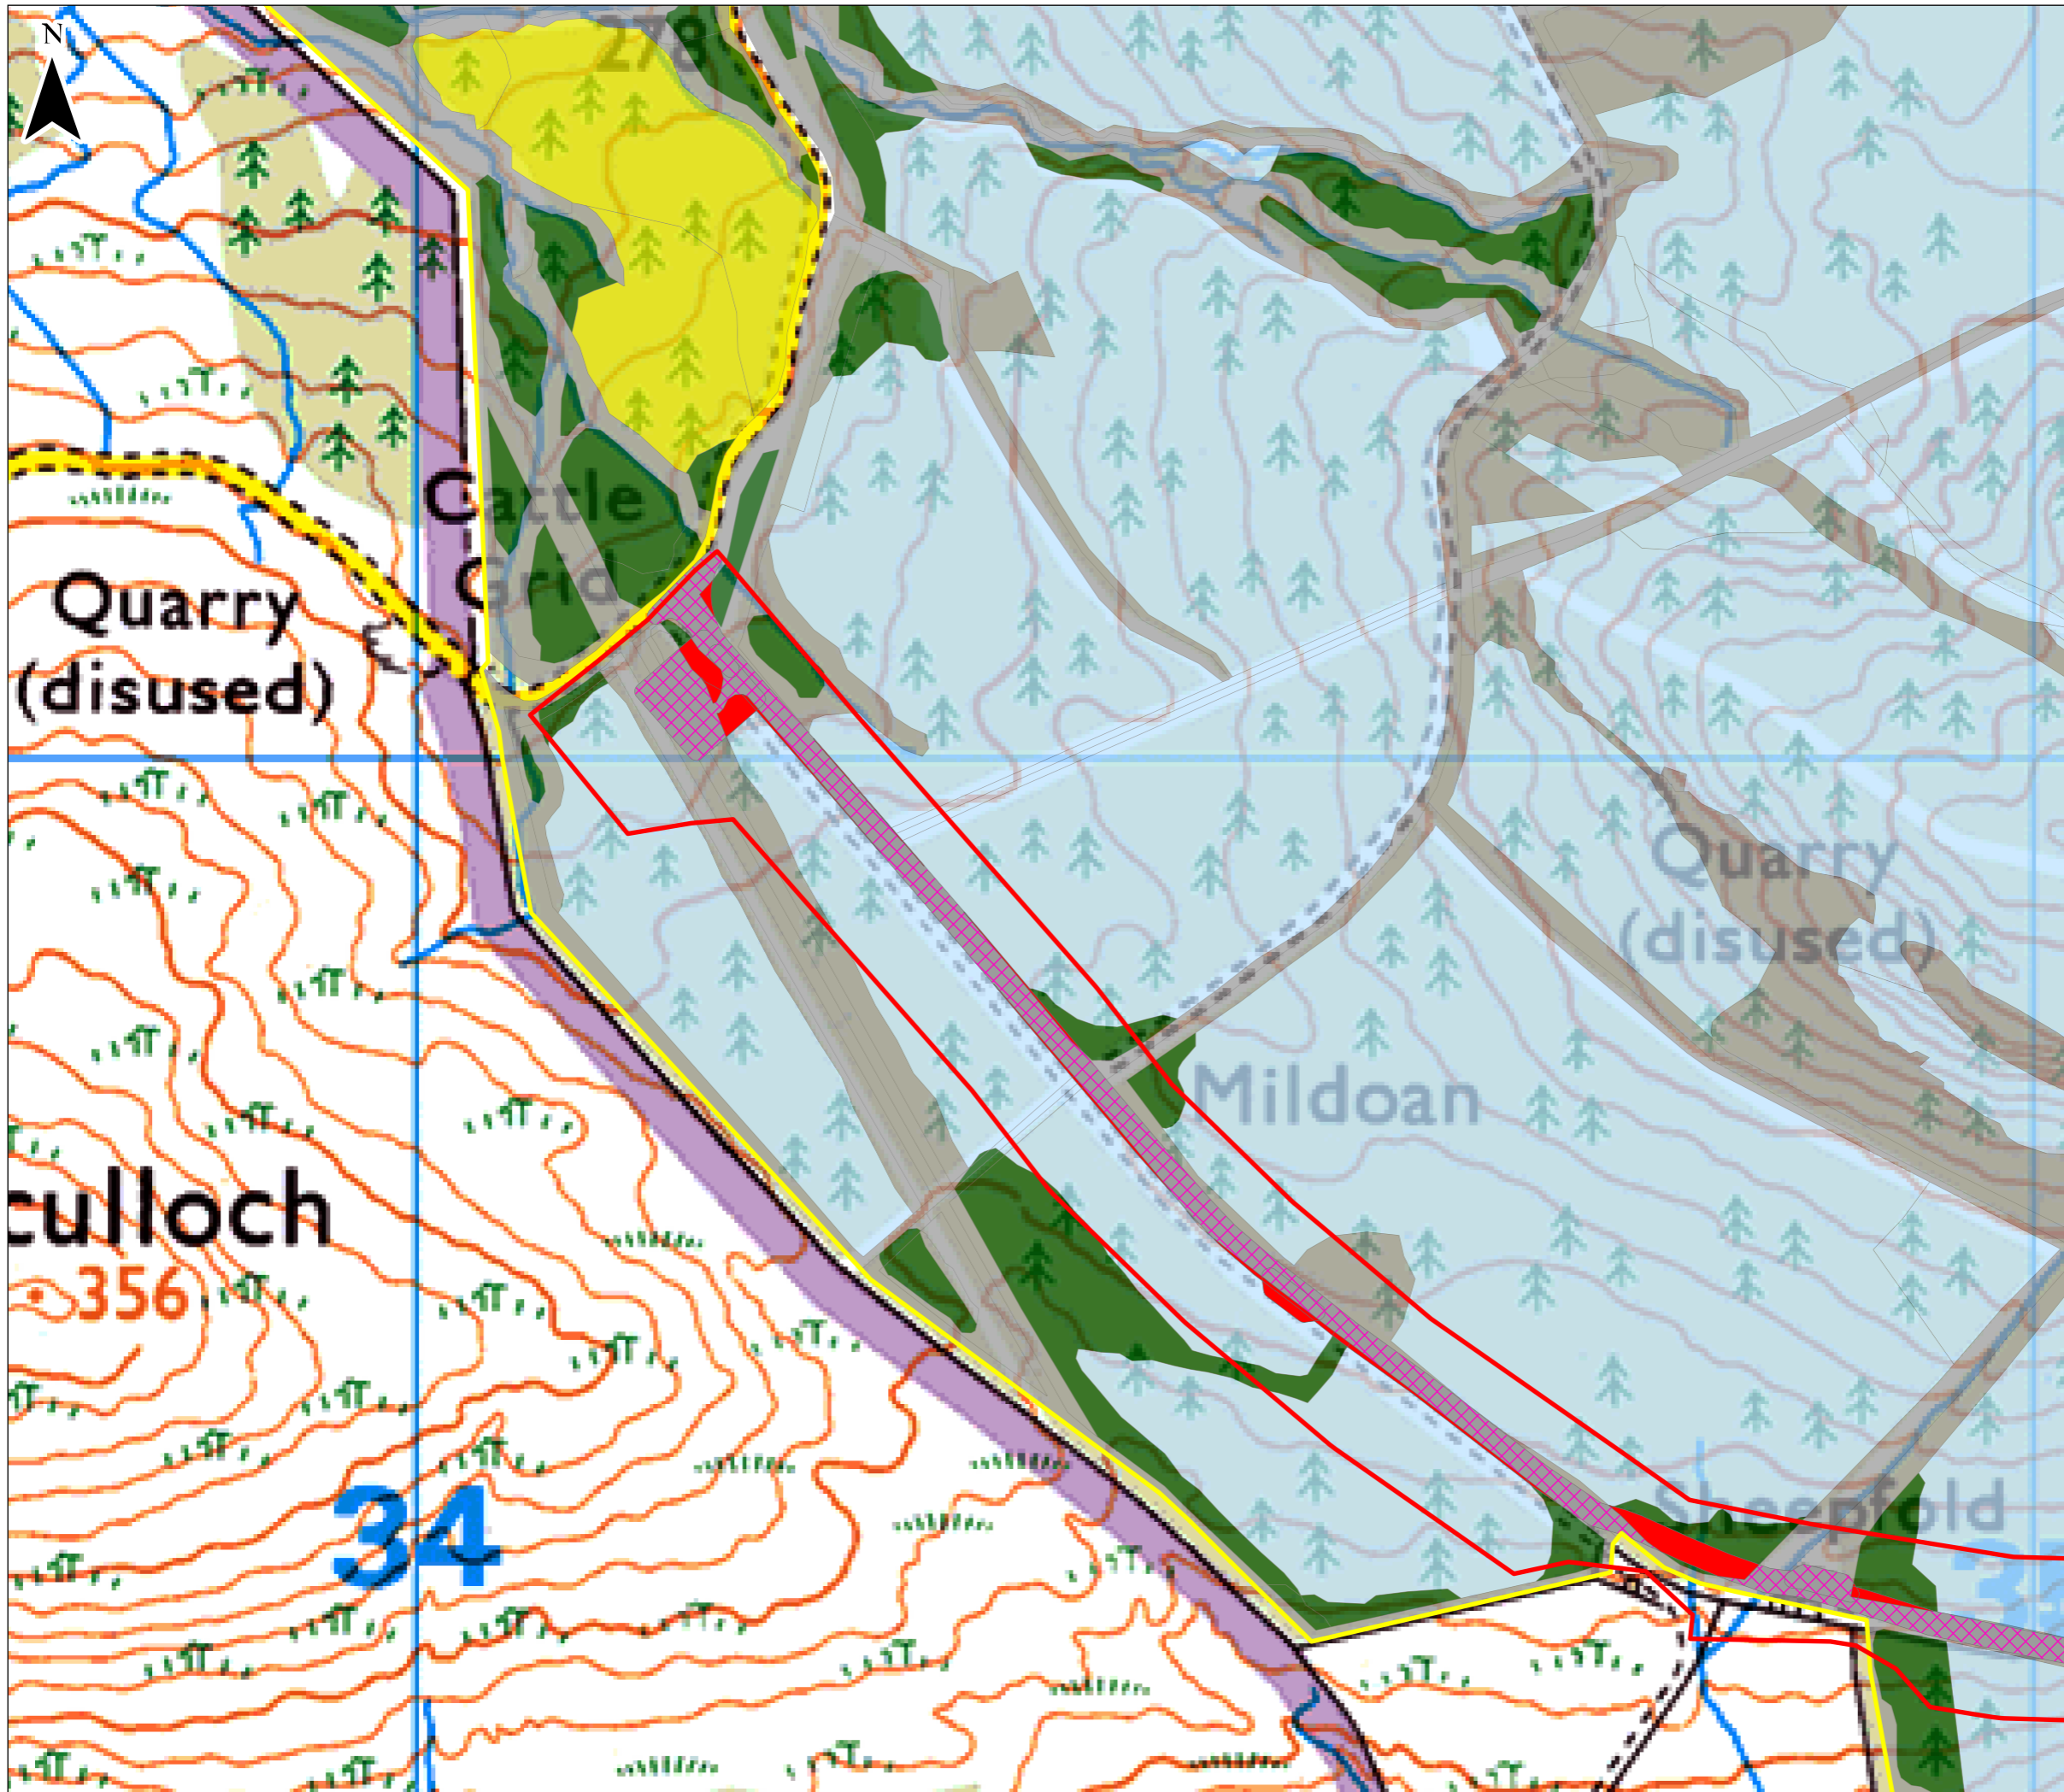 N
278
Cattle
Grid
Quarry
(disused)
Quarry
(disused)
Mildoan
culloch
356
Sheepfold
34